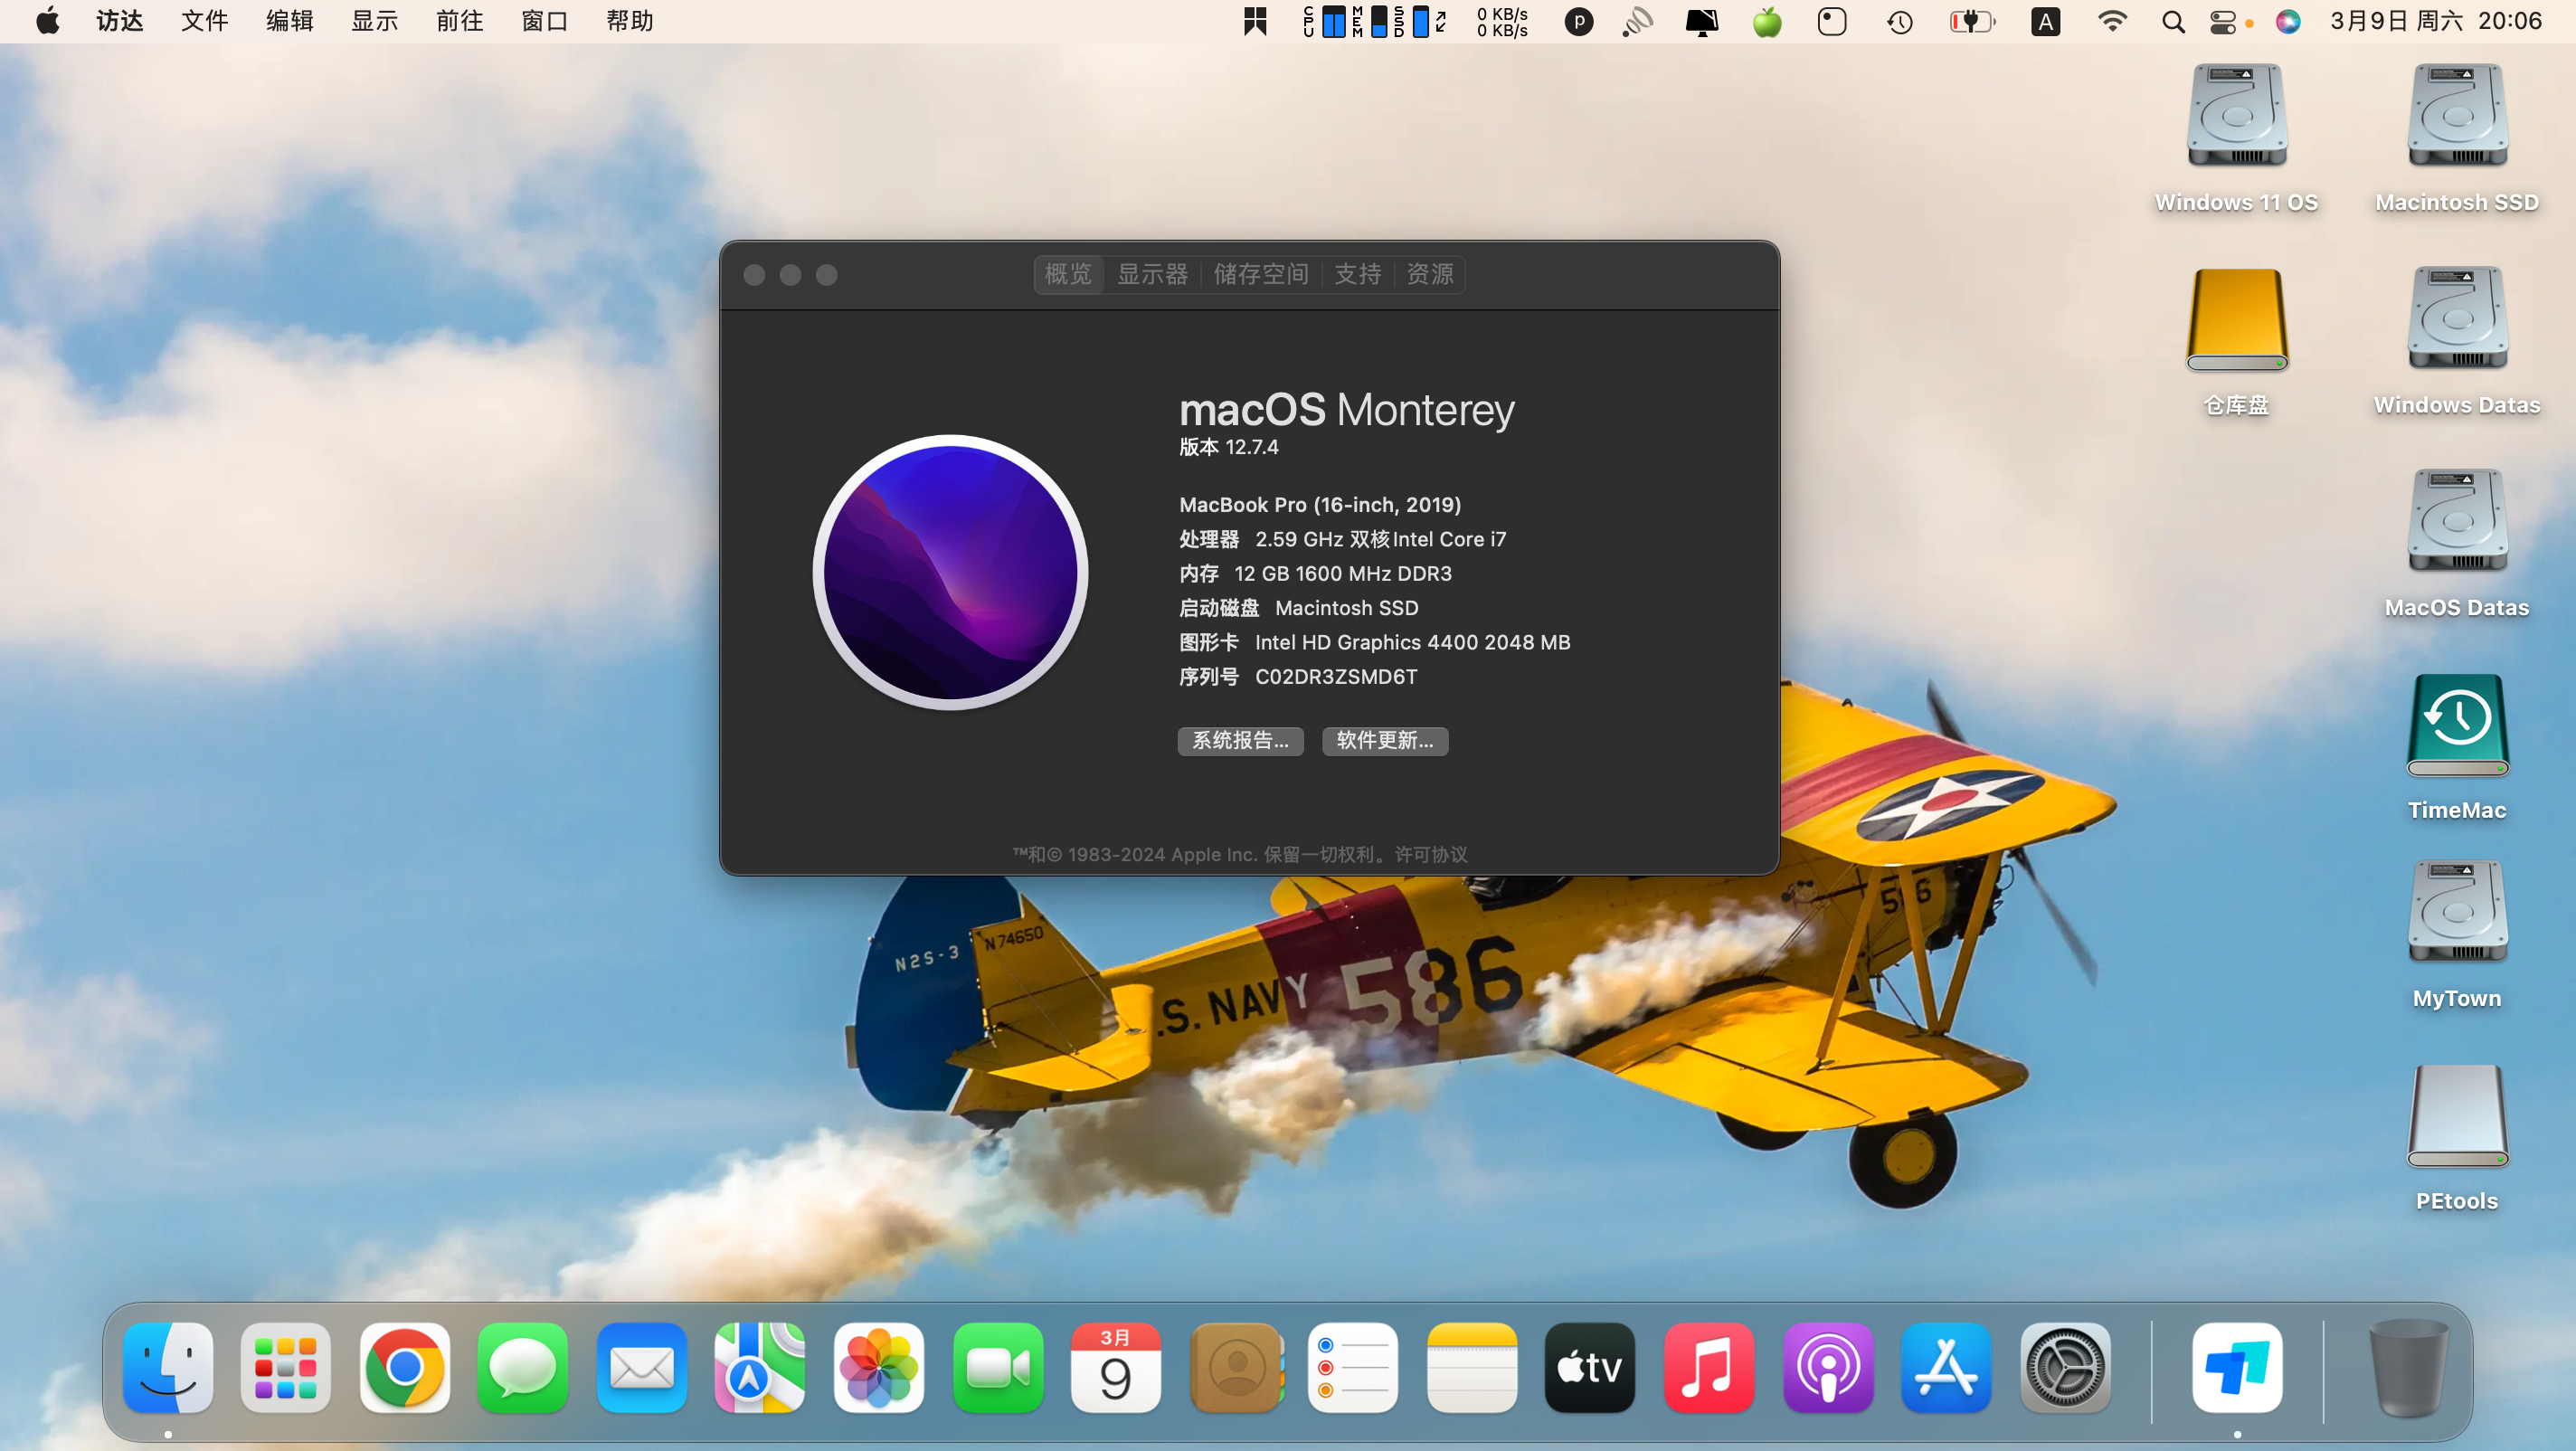 访达 文件 编辑 显示 前往 窗口 帮助
CPU MEM SSD 0 KB/s
0 KB/s
P A 3月9日 周六 20:06
Windows 11 OS Macintosh SSD
仓库盘 Windows Datas
MacOS Datas
TimeMac
MyTown
PEtools
概览 显示器 储存空间 支持 资源
macOS Monterey
版本 12.7.4
MacBook Pro (16-inch, 2019)
处理器 2.59 GHz 双核Intel Core i7
内存 12 GB 1600 MHz DDR3
启动磁盘 Macintosh SSD
图形卡 Intel HD Graphics 4400 2048 MB
序列号 C02DR3ZSMD6T
系统报告... 软件更新...
™和© 1983-2024 Apple Inc. 保留一切权利。许可协议
N2S-3 N74650
.S. NAVY 586
586
3月
9
tv